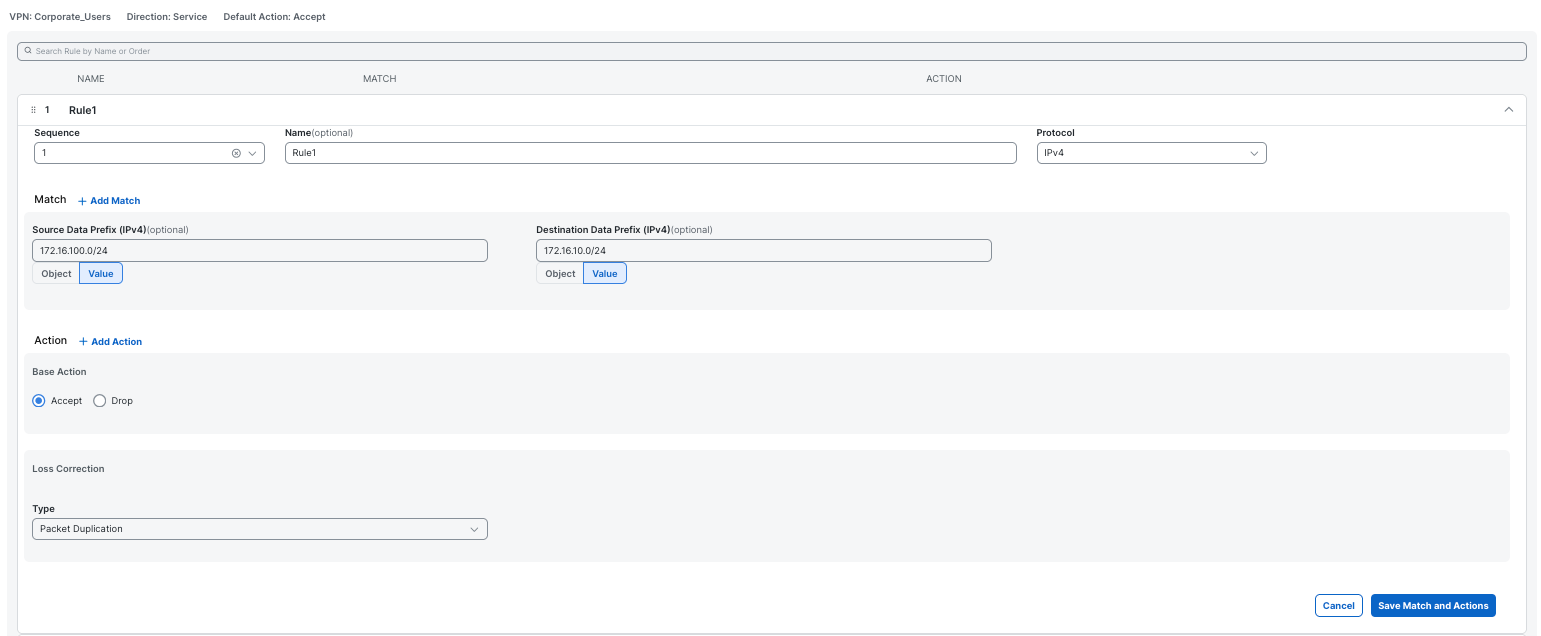 VPN: Corporate_Users Direction: Service Default Action: Accept
Search Rule by Name or Order
NAME MATCH ACTION
1 Rule1
Sequence Name(optional) Protocol
1 Rule1 IPv4
Match + Add Match
Source Data Prefix (IPv4)(optional) Destination Data Prefix (IPv4)(optional)
172.16.100.0/24 172.16.10.0/24
Object Value Object Value
Action + Add Action
Base Action
Accept Drop
Loss Correction
Type
Packet Duplication
Cancel Save Match and Actions